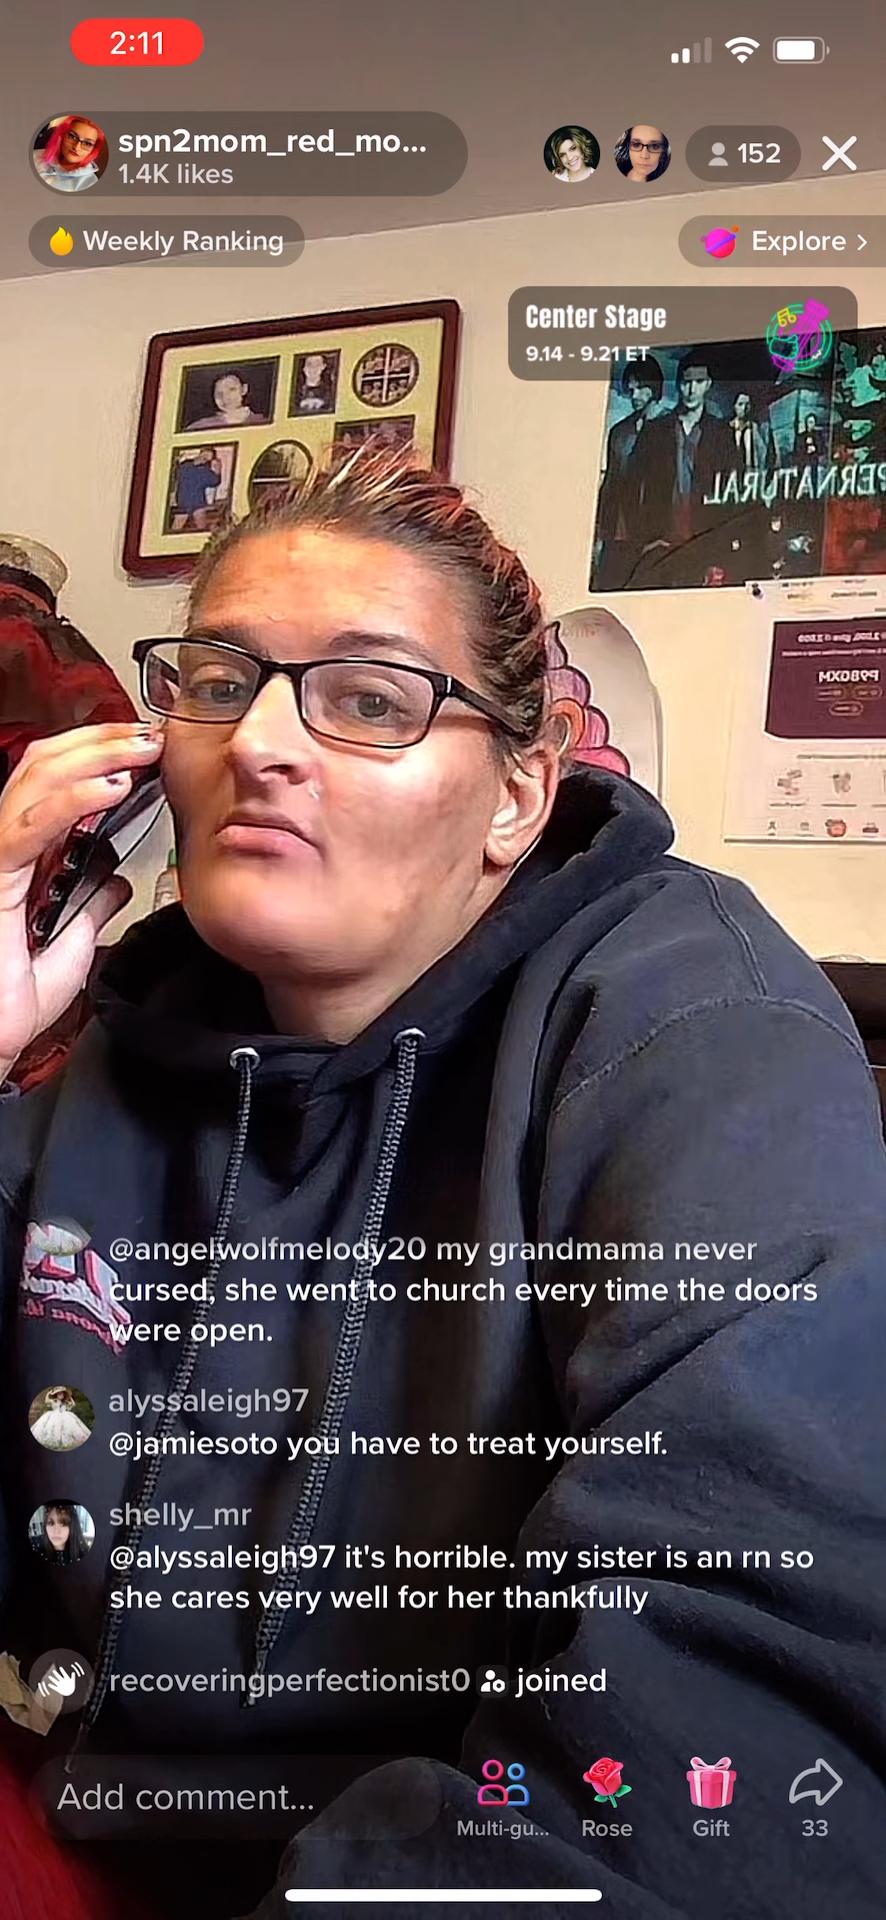 2:11
spn2mom_red_mo...
1.4K likes
152
Weekly Ranking
Explore >
Center Stage
9.14 - 9.21 ET
PERNATURAL
MXO8P9
@angelwolfmelody20 my grandmama never
cursed, she went to church every time the doors
were open.
alyssaleigh97
@jamiesoto you have to treat yourself.
shelly_mr
@alyssaleigh97 it's horrible. my sister is an rn so
she cares very well for her thankfully
recoveringperfectionist0 joined
Add comment...
Multi-gu...
Rose
Gift
33